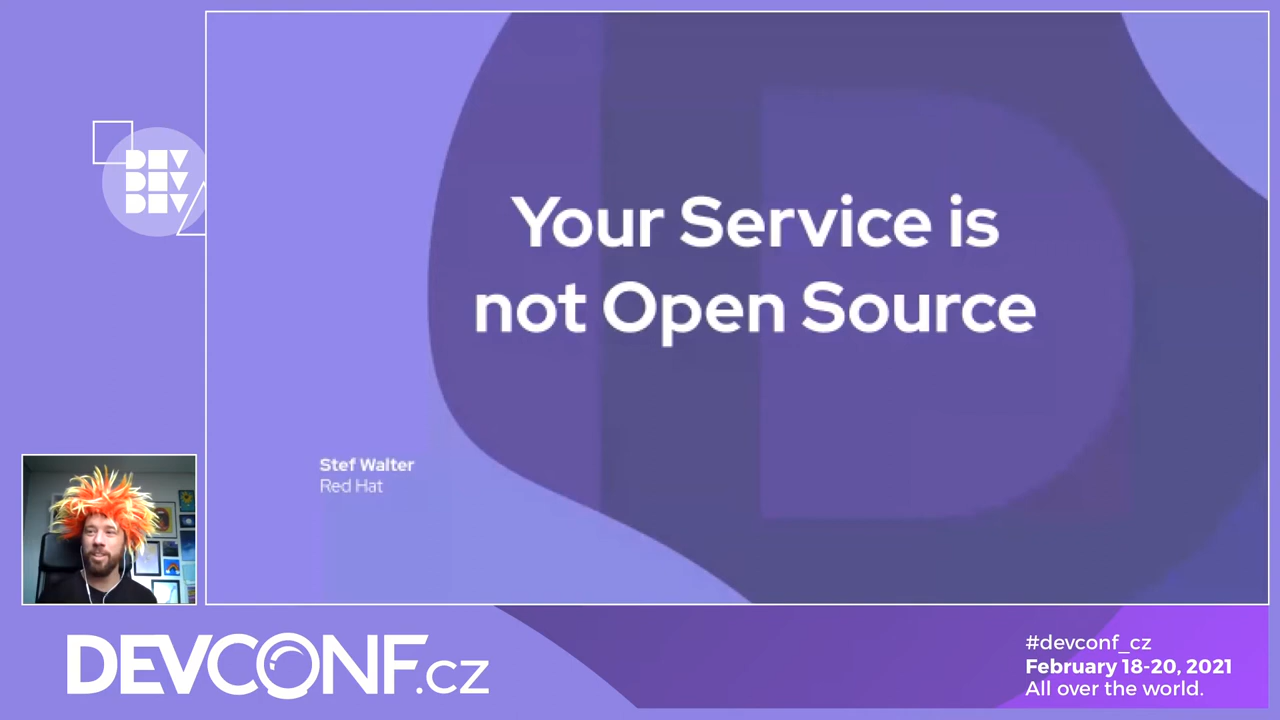 DEV
DEV
DEV
Your Service is
not Open Source
Stef Walter
Red Hat
DEVCONF.cz
#devconf_cz
February 18-20, 2021
All over the world.